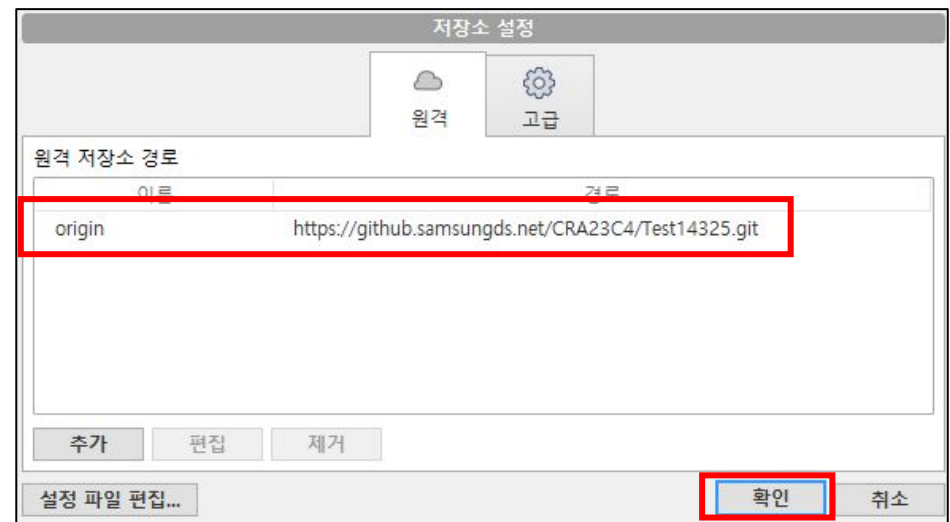 저장소 설정
원격
고급
원격 저장소 경로
이름 경로
origin https://github.samsungds.net/CRA23C4/Test14325.git
추가 편집 제거
설정 파일 편집... 확인 취소